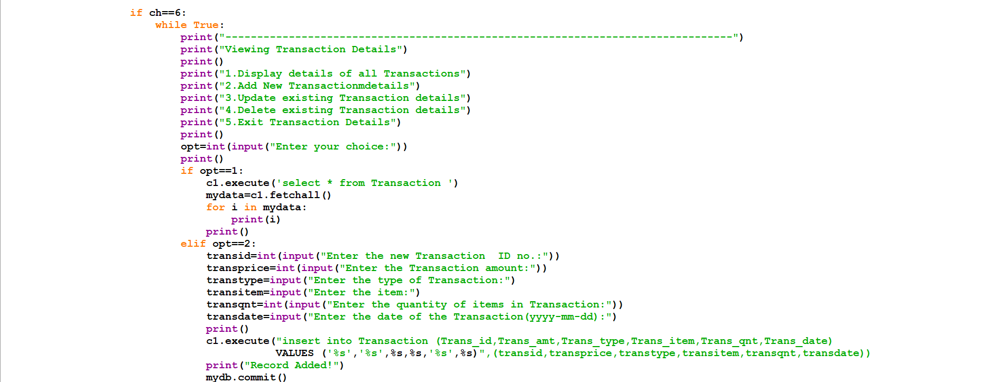 if ch==6:
while True:
print("--------------------------------------------------------------------------------")
print("Viewing Transaction Details")
print()
print("1.Display details of all Transactions")
print("2.Add New Transactionmdetails")
print("3.Update existing Transaction details")
print("4.Delete existing Transaction details")
print("5.Exit Transaction Details")
print()
opt=int(input("Enter your choice:"))
print()
if opt==1:
c1.execute('select * from Transaction ')
mydata=c1.fetchall()
for i in mydata:
print(i)
print()
elif opt==2:
transid=int(input("Enter the new Transaction  ID no.:"))
transprice=int(input("Enter the Transaction amount:"))
transtype=input("Enter the type of Transaction:")
transitem=input("Enter the item:")
transqnt=int(input("Enter the quantity of items in Transaction:"))
transdate=input("Enter the date of the Transaction(yyyy-mm-dd):")
print()
c1.execute("insert into Transaction (Trans_id,Trans_amt,Trans_type,Trans_item,Trans_qnt,Trans_date)
VALUES ('%s','%s',%s,%s,'%s',%s)",(transid,transprice,transtype,transitem,transqnt,transdate))
print("Record Added!")
mydb.commit()